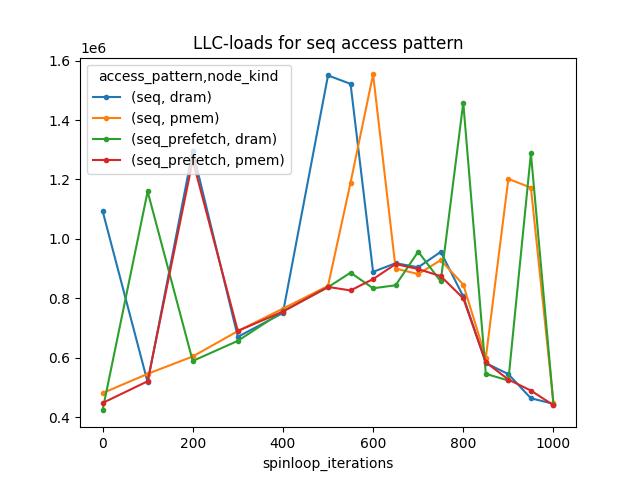 LLC-loads for seq access pattern
1e6
1.6
1.4
1.2
1.0
0.8
0.6
0.4
access_pattern,node_kind
(seq, dram)
(seq, pmem)
(seq_prefetch, dram)
(seq_prefetch, pmem)
0 200 400 600 800 1000
spinloop_iterations